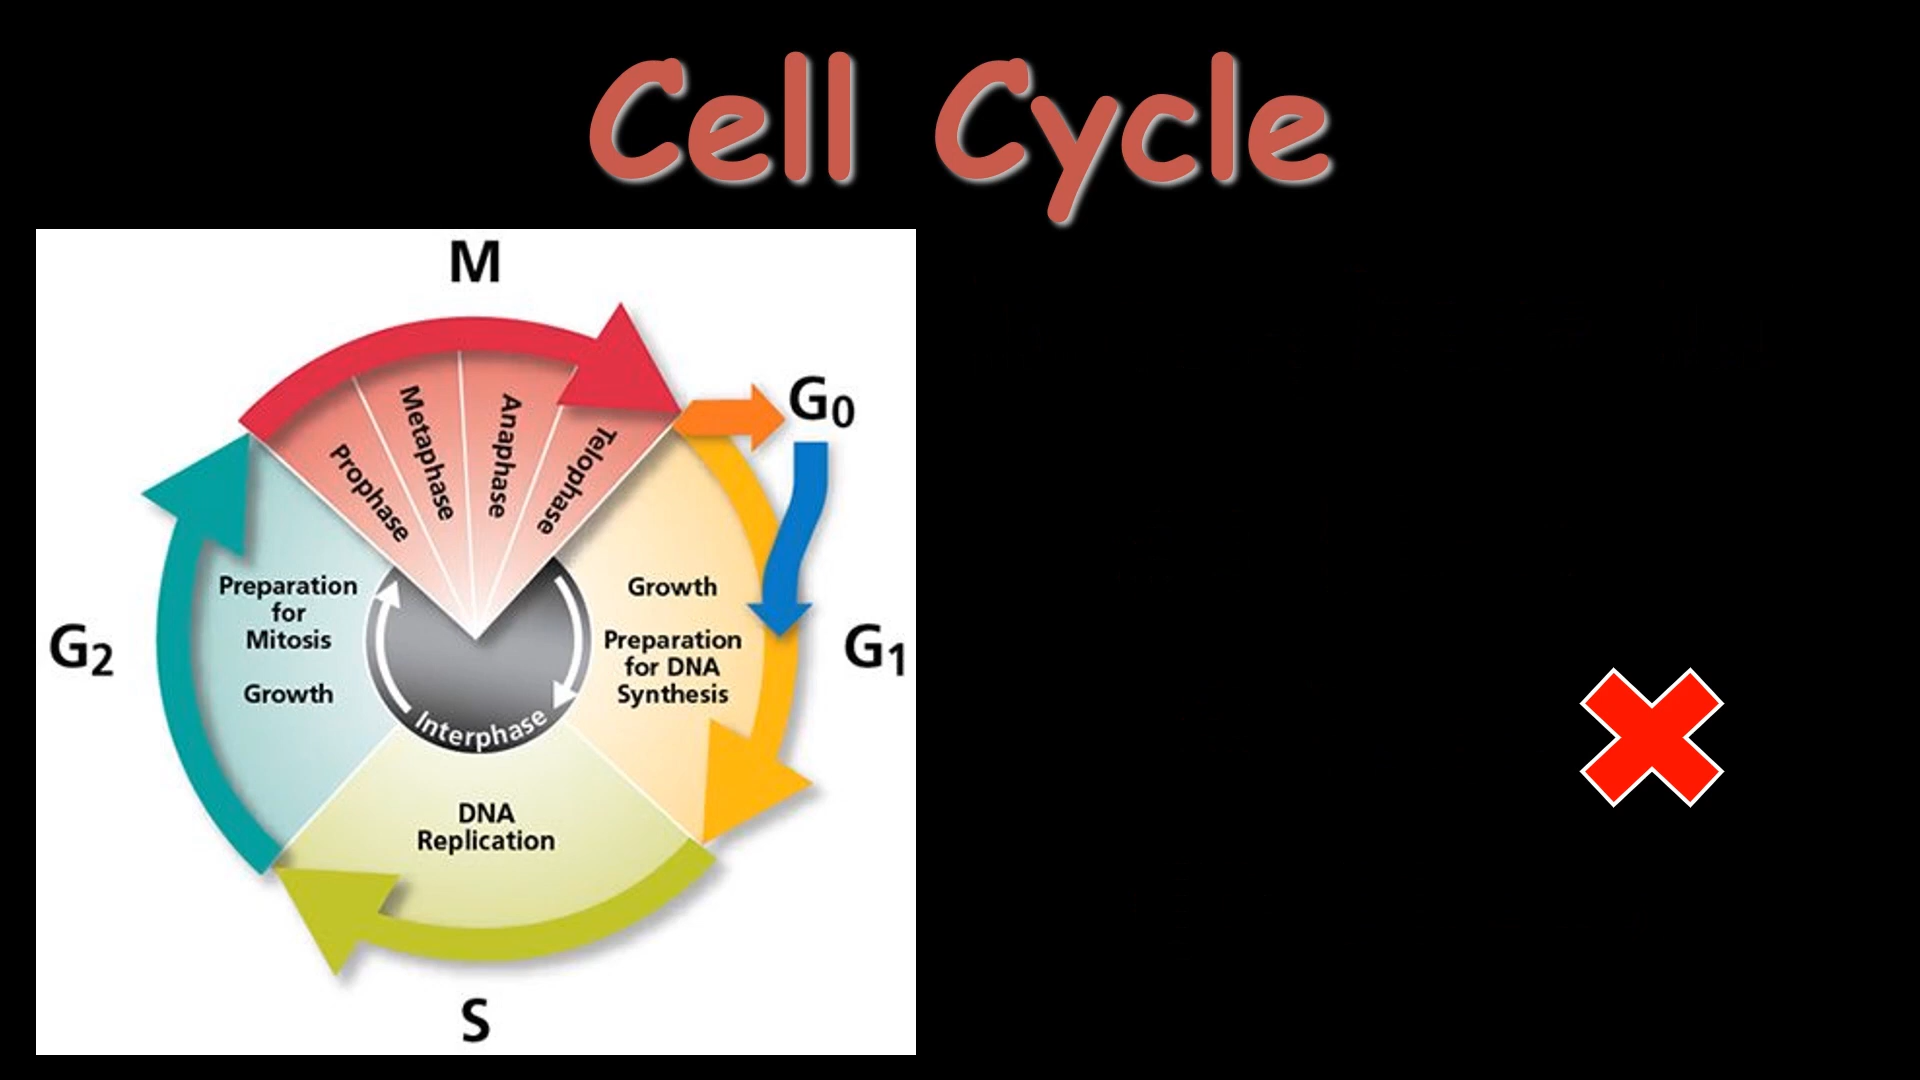 Cell Cycle
M
G0
Prophase
Metaphase
Anaphase
Telophase
Preparation
for
Mitosis
Growth
G2
Growth
Preparation
for DNA
Synthesis
G1
Interphase
DNA
Replication
S